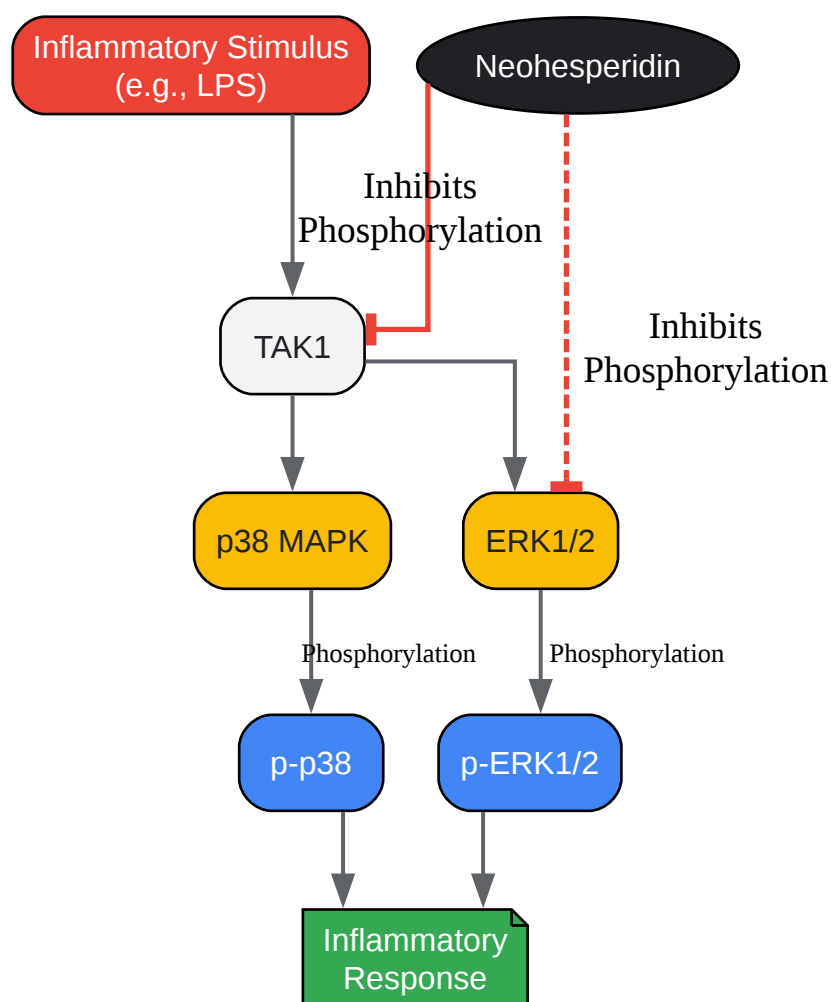 Inflammatory Stimulus
(e.g., LPS)
Neohesperidin
Inhibits
Phosphorylation
TAK1
Inhibits
Phosphorylation
p38 MAPK
ERK1/2
Phosphorylation
Phosphorylation
p-p38
p-ERK1/2
Inflammatory
Response